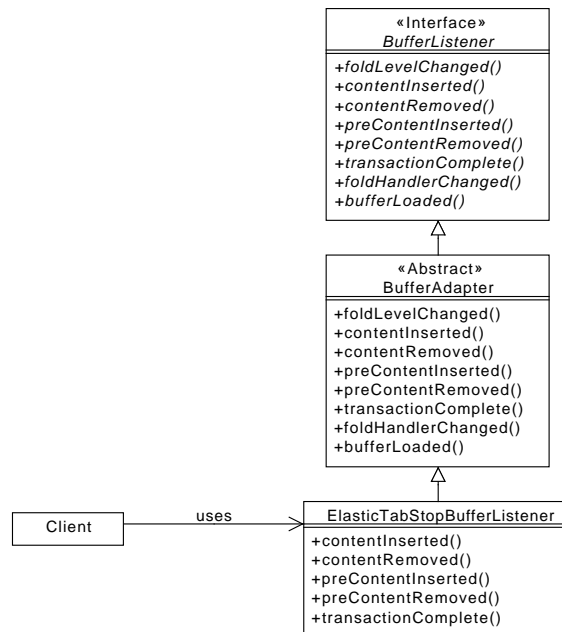 «Interface»
BufferListener
+foldLevelChanged()
+contentInserted()
+contentRemoved()
+preContentInserted()
+preContentRemoved()
+transactionComplete()
+foldHandlerChanged()
+bufferLoaded()
«Abstract»
BufferAdapter
+foldLevelChanged()
+contentInserted()
+contentRemoved()
+preContentInserted()
+preContentRemoved()
+transactionComplete()
+foldHandlerChanged()
+bufferLoaded()
Client
uses
ElasticTabStopBufferListener
+contentInserted()
+contentRemoved()
+preContentInserted()
+preContentRemoved()
+transactionComplete()